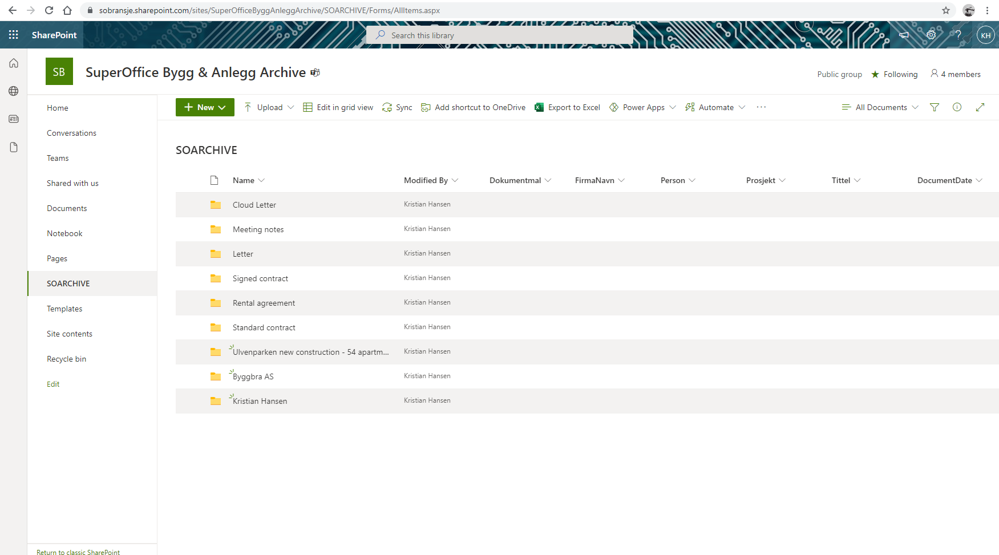 sobransje.sharepoint.com/sites/SuperOfficeByggAnleggArchive/SOARCHIVE/Forms/AllItems.aspx
SharePoint
Search this library
?
KH
SB
SuperOffice Bygg & Anlegg Archive
Public group
Following
4 members
Home
Conversations
Teams
Shared with us
Documents
Notebook
Pages
SOARCHIVE
Templates
Site contents
Recycle bin
Edit
Return to classic SharePoint
New Upload Edit in grid view Sync Add shortcut to OneDrive Export to Excel Power Apps Automate ... All Documents
SOARCHIVE
Name Modified By Dokumentmal FirmaNavn Person Prosjekt Tittel DocumentDate
Cloud Letter Kristian Hansen
Meeting notes Kristian Hansen
Letter Kristian Hansen
Signed contract Kristian Hansen
Rental agreement Kristian Hansen
Standard contract Kristian Hansen
Ulvenparken new construction - 54 apartm... Kristian Hansen
Byggbra AS Kristian Hansen
Kristian Hansen Kristian Hansen